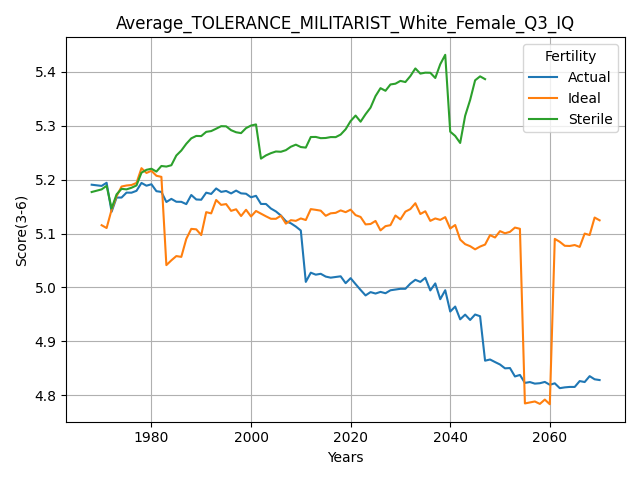 Average_TOLERANCE_MILITARIST_White_Female_Q3_IQ
Fertility
Actual
Ideal
Sterile
Score(3-6)
5.4
5.3
5.2
5.1
5.0
4.9
4.8
1980
2000
2020
2040
2060
Years